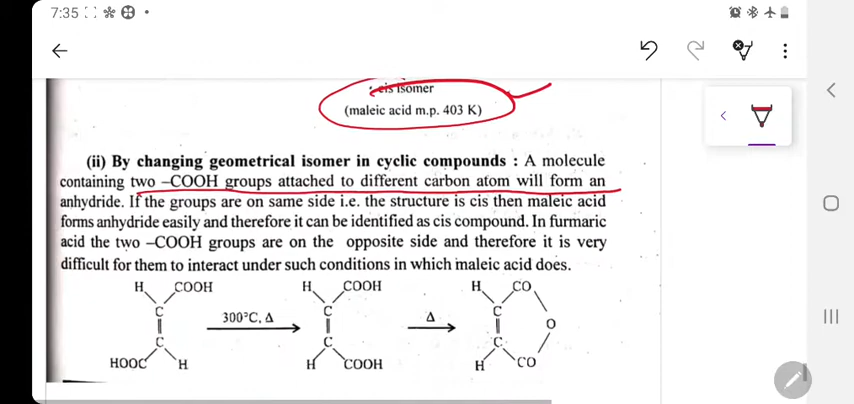 7:35
cis isomer
(maleic acid m.p. 403 K)
(ii) By changing geometrical isomer in cyclic compounds : A molecule
containing two –COOH groups attached to different carbon atom will form an
anhydride. If the groups are on same side i.e. the structure is cis then maleic acid
forms anhydride easily and therefore it can be identified as cis compound. In furmaric
acid the two –COOH groups are on the opposite side and therefore it is very
difficult for them to interact under such conditions in which maleic acid does.
H COOH H COOH H CO
C 300°C, Δ C Δ C O
C C C
HOOC H H COOH H CO